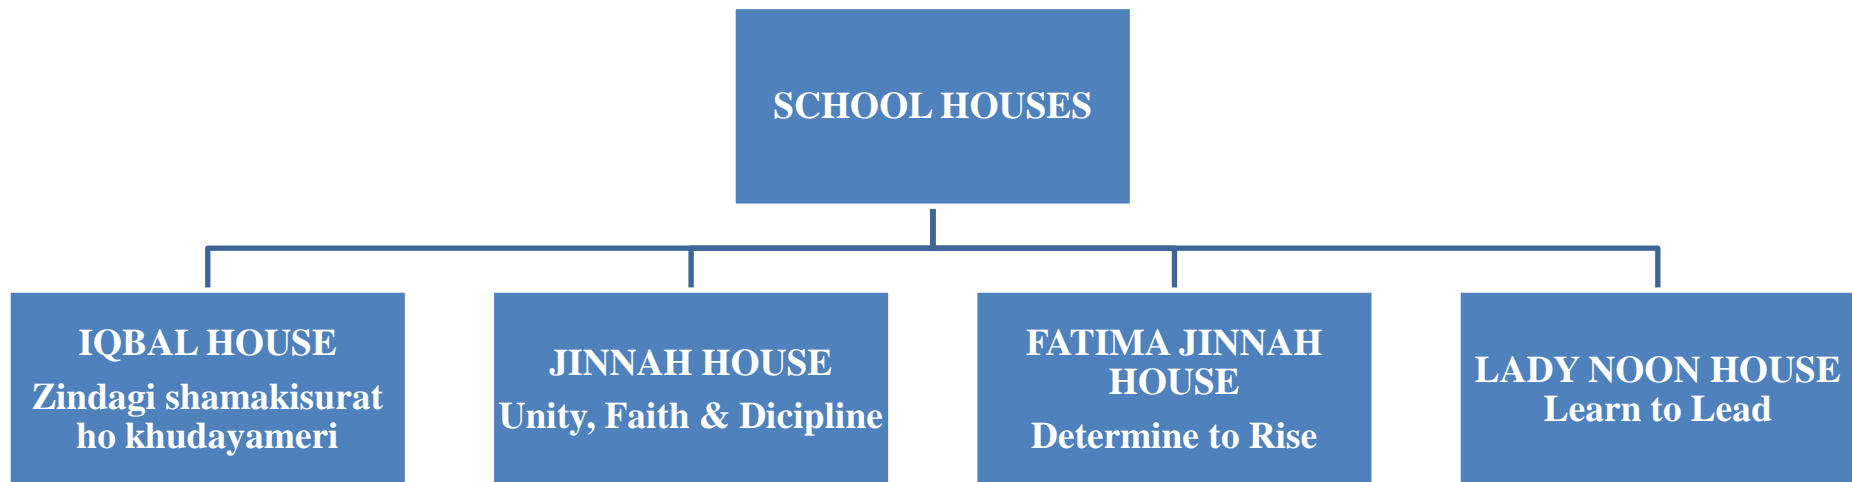 SCHOOL HOUSES
IQBAL HOUSE
Zindagi shamakisurat
ho khudayameri
JINNAH HOUSE
Unity, Faith & Dicipline
FATIMA JINNAH
HOUSE
Determine to Rise
LADY NOON HOUSE
Learn to Lead